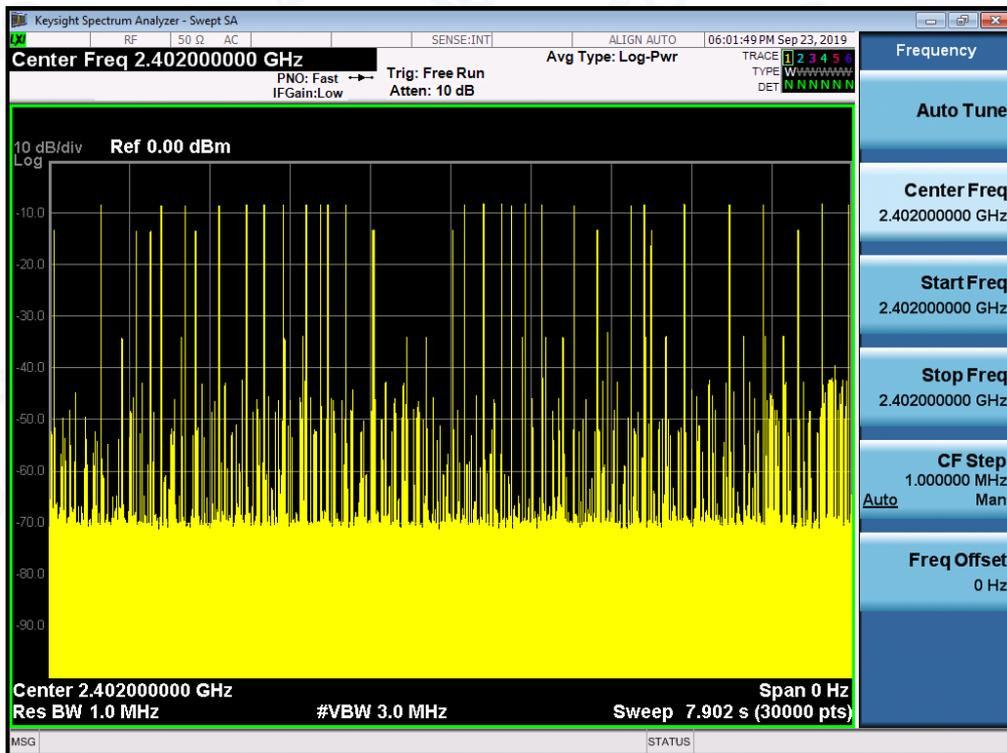 Keysight Spectrum Analyzer - Swept SA
LXI RF 50 Ω AC SENSE:INT ALIGN AUTO 06:01:49 PM Sep 23, 2019
Center Freq 2.402000000 GHz
PNO: Fast
IFGain:Low
Trig: Free Run
Atten: 10 dB
Avg Type: Log-Pwr
TRACE 1 2 3 4 5 6
TYPE WWWWWWW
DET N N N N N N
10 dB/div Ref 0.00 dBm
Log
-10.0
-20.0
-30.0
-40.0
-50.0
-60.0
-70.0
-80.0
-90.0
Center 2.402000000 GHz Span 0 Hz
Res BW 1.0 MHz #VBW 3.0 MHz Sweep 7.902 s (30000 pts)
MSG STATUS
Frequency
Auto Tune
Center Freq
2.402000000 GHz
Start Freq
2.402000000 GHz
Stop Freq
2.402000000 GHz
CF Step
1.000000 MHz
Auto Man
Freq Offset
0 Hz